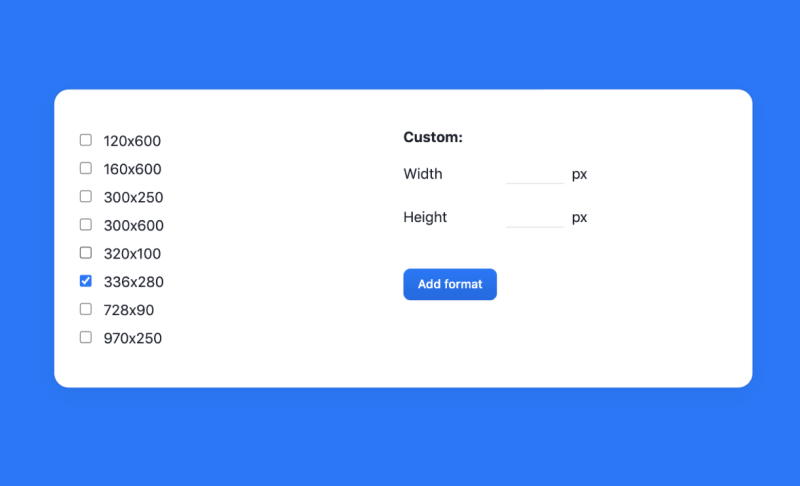 120x600
160x600
300x250
300x600
320x100
336x280
728x90
970x250
Custom:
Width px
Height px
Add format